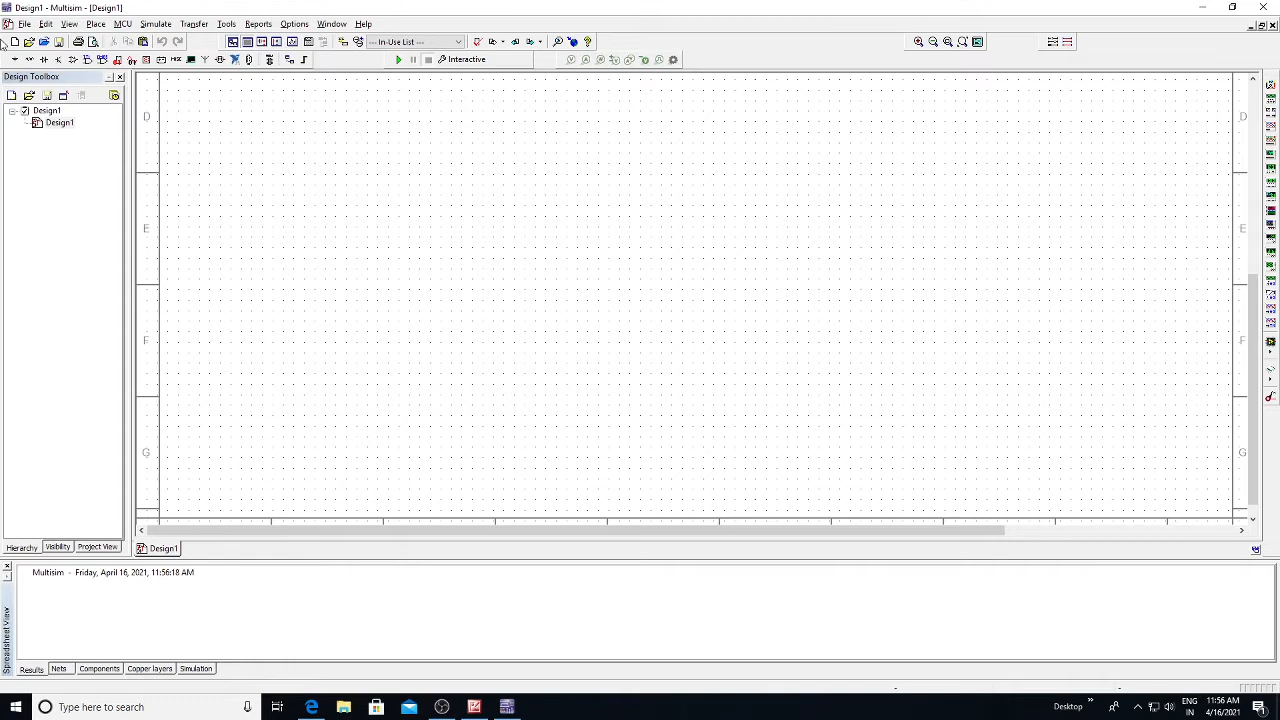 Design1 - Multisim - [Design1]
File Edit View Place MCU Simulate Transfer Tools Reports Options Window Help
--- In-Use List ---
Interactive
Design Toolbox
Design1
Design1
D
D
E
E
F
F
G
G
Hierarchy Visibility Project View
Design1
Multisim - Friday, April 16, 2021, 11:56:18 AM
Spreadsheet View
Results Nets Components Copper layers Simulation
Type here to search
Desktop
ENG
IN
11:56 AM
4/16/2021